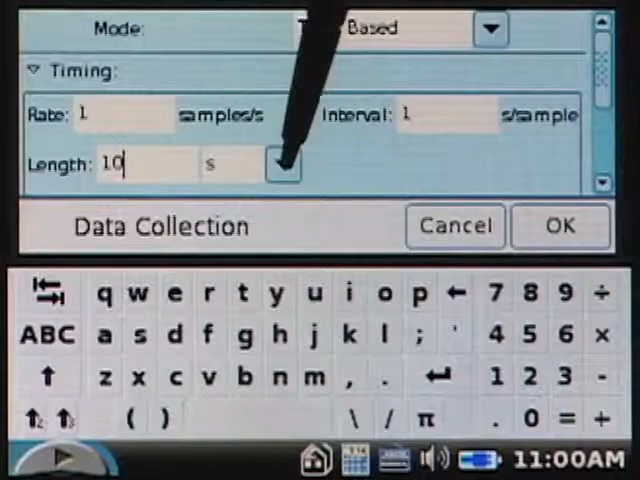 Mode: Based
Timing:
Rate: 1 samples/s Interval: 1 s/sample
Length: 10 s
Data Collection Cancel OK
q w e r t y u i o p ← 7 8 9 ÷
ABC a s d f g h j k l ; ' 4 5 6 ×
↑ z x c v b n m , . 1 2 3 -
( ) \ / π . 0 = +
11:00AM